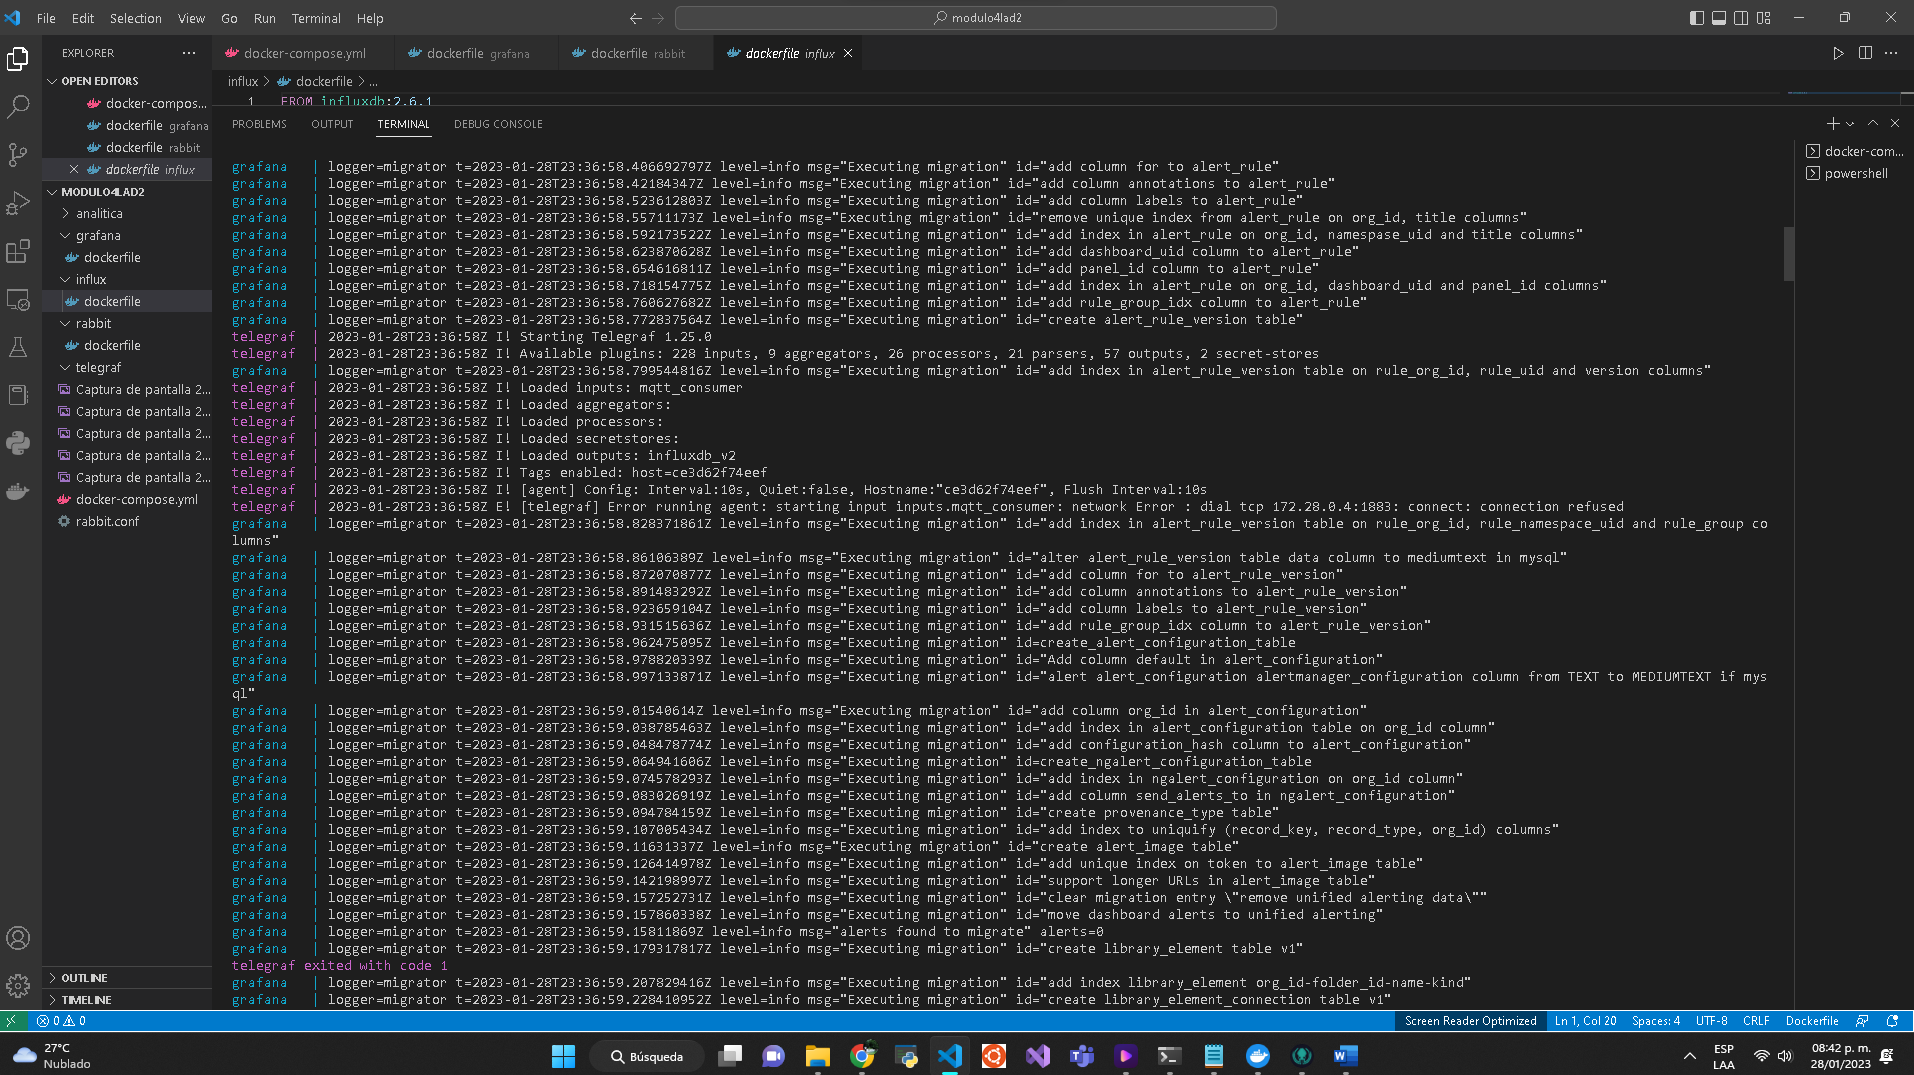 File Edit Selection View Go Run Terminal Help
modulo4lad2
EXPLORER
OPEN EDITORS
docker-compos...
dockerfile grafana
dockerfile rabbit
dockerfile influx
MODULO4LAD2
analitica
grafana
dockerfile
influx
dockerfile
rabbit
dockerfile
telegraf
Captura de pantalla 2...
Captura de pantalla 2...
Captura de pantalla 2...
Captura de pantalla 2...
Captura de pantalla 2...
docker-compose.yml
rabbit.conf
OUTLINE
TIMELINE
docker-compose.yml dockerfile grafana dockerfile rabbit dockerfile influx
influx > dockerfile > ...
1 FROM influxdb:2.6.1
PROBLEMS OUTPUT TERMINAL DEBUG CONSOLE
docker-com...
powershell
grafana | logger=migrator t=2023-01-28T23:36:58.406692797Z level=info msg="Executing migration" id="add column for to alert_rule"
grafana | logger=migrator t=2023-01-28T23:36:58.42184347Z level=info msg="Executing migration" id="add column annotations to alert_rule"
grafana | logger=migrator t=2023-01-28T23:36:58.523612803Z level=info msg="Executing migration" id="add column labels to alert_rule"
grafana | logger=migrator t=2023-01-28T23:36:58.55711173Z level=info msg="Executing migration" id="remove unique index from alert_rule on org_id, title columns"
grafana | logger=migrator t=2023-01-28T23:36:58.592173522Z level=info msg="Executing migration" id="add index in alert_rule on org_id, namespase_uid and title columns"
grafana | logger=migrator t=2023-01-28T23:36:58.623870628Z level=info msg="Executing migration" id="add dashboard_uid column to alert_rule"
grafana | logger=migrator t=2023-01-28T23:36:58.654616811Z level=info msg="Executing migration" id="add panel_id column to alert_rule"
grafana | logger=migrator t=2023-01-28T23:36:58.718154775Z level=info msg="Executing migration" id="add index in alert_rule on org_id, dashboard_uid and panel_id columns"
grafana | logger=migrator t=2023-01-28T23:36:58.760627682Z level=info msg="Executing migration" id="add rule_group_idx column to alert_rule"
grafana | logger=migrator t=2023-01-28T23:36:58.772837564Z level=info msg="Executing migration" id="create alert_rule_version table"
telegraf | 2023-01-28T23:36:58Z I! Starting Telegraf 1.25.0
telegraf | 2023-01-28T23:36:58Z I! Available plugins: 228 inputs, 9 aggregators, 26 processors, 21 parsers, 57 outputs, 2 secret-stores
grafana | logger=migrator t=2023-01-28T23:36:58.799544816Z level=info msg="Executing migration" id="add index in alert_rule_version table on rule_org_id, rule_uid and version columns"
telegraf | 2023-01-28T23:36:58Z I! Loaded inputs: mqtt_consumer
telegraf | 2023-01-28T23:36:58Z I! Loaded aggregators:
telegraf | 2023-01-28T23:36:58Z I! Loaded processors:
telegraf | 2023-01-28T23:36:58Z I! Loaded secretstores:
telegraf | 2023-01-28T23:36:58Z I! Loaded outputs: influxdb_v2
telegraf | 2023-01-28T23:36:58Z I! Tags enabled: host=ce3d62f74eef
telegraf | 2023-01-28T23:36:58Z I! [agent] Config: Interval:10s, Quiet:false, Hostname:"ce3d62f74eef", Flush Interval:10s
telegraf | 2023-01-28T23:36:58Z E! [telegraf] Error running agent: starting input inputs.mqtt_consumer: network Error : dial tcp 172.28.0.4:1883: connect: connection refused
grafana | logger=migrator t=2023-01-28T23:36:58.828371861Z level=info msg="Executing migration" id="add index in alert_rule_version table on rule_org_id, rule_namespace_uid and rule_group co
lumns"
grafana | logger=migrator t=2023-01-28T23:36:58.86106389Z level=info msg="Executing migration" id="alter alert_rule_version table data column to mediumtext in mysql"
grafana | logger=migrator t=2023-01-28T23:36:58.872070877Z level=info msg="Executing migration" id="add column for to alert_rule_version"
grafana | logger=migrator t=2023-01-28T23:36:58.891483292Z level=info msg="Executing migration" id="add column annotations to alert_rule_version"
grafana | logger=migrator t=2023-01-28T23:36:58.923659104Z level=info msg="Executing migration" id="add column labels to alert_rule_version"
grafana | logger=migrator t=2023-01-28T23:36:58.931515636Z level=info msg="Executing migration" id="add rule_group_idx column to alert_rule_version"
grafana | logger=migrator t=2023-01-28T23:36:58.962475095Z level=info msg="Executing migration" id=create_alert_configuration_table
grafana | logger=migrator t=2023-01-28T23:36:58.978820339Z level=info msg="Executing migration" id="Add column default in alert_configuration"
grafana | logger=migrator t=2023-01-28T23:36:58.997133871Z level=info msg="Executing migration" id="alert alert_configuration alertmanager_configuration column from TEXT to MEDIUMTEXT if mys
ql"
grafana | logger=migrator t=2023-01-28T23:36:59.01540614Z level=info msg="Executing migration" id="add column org_id in alert_configuration"
grafana | logger=migrator t=2023-01-28T23:36:59.038785463Z level=info msg="Executing migration" id="add index in alert_configuration table on org_id column"
grafana | logger=migrator t=2023-01-28T23:36:59.048478774Z level=info msg="Executing migration" id="add configuration_hash column to alert_configuration"
grafana | logger=migrator t=2023-01-28T23:36:59.064941606Z level=info msg="Executing migration" id=create_ngalert_configuration_table
grafana | logger=migrator t=2023-01-28T23:36:59.074578293Z level=info msg="Executing migration" id="add index in ngalert_configuration on org_id column"
grafana | logger=migrator t=2023-01-28T23:36:59.083026919Z level=info msg="Executing migration" id="add column send_alerts_to in ngalert_configuration"
grafana | logger=migrator t=2023-01-28T23:36:59.094784159Z level=info msg="Executing migration" id="create provenance_type table"
grafana | logger=migrator t=2023-01-28T23:36:59.107005434Z level=info msg="Executing migration" id="add index to uniquify (record_key, record_type, org_id) columns"
grafana | logger=migrator t=2023-01-28T23:36:59.11631337Z level=info msg="Executing migration" id="create alert_image table"
grafana | logger=migrator t=2023-01-28T23:36:59.126414978Z level=info msg="Executing migration" id="add unique index on token to alert_image table"
grafana | logger=migrator t=2023-01-28T23:36:59.142198997Z level=info msg="Executing migration" id="support longer URLs in alert_image table"
grafana | logger=migrator t=2023-01-28T23:36:59.157252731Z level=info msg="Executing migration" id="clear migration entry \"remove unified alerting data\""
grafana | logger=migrator t=2023-01-28T23:36:59.157860338Z level=info msg="Executing migration" id="move dashboard alerts to unified alerting"
grafana | logger=migrator t=2023-01-28T23:36:59.15811869Z level=info msg="alerts found to migrate" alerts=0
grafana | logger=migrator t=2023-01-28T23:36:59.179317817Z level=info msg="Executing migration" id="create library_element table v1"
telegraf exited with code 1
grafana | logger=migrator t=2023-01-28T23:36:59.207829416Z level=info msg="Executing migration" id="add index library_element org_id-folder_id-name-kind"
grafana | logger=migrator t=2023-01-28T23:36:59.228410952Z level=info msg="Executing migration" id="create library_element_connection table v1"
0 0
Screen Reader Optimized Ln 1, Col 20 Spaces: 4 UTF-8 CRLF Dockerfile
27°C
Nublado
Búsqueda
ESP
LAA
08:42 p. m.
28/01/2023